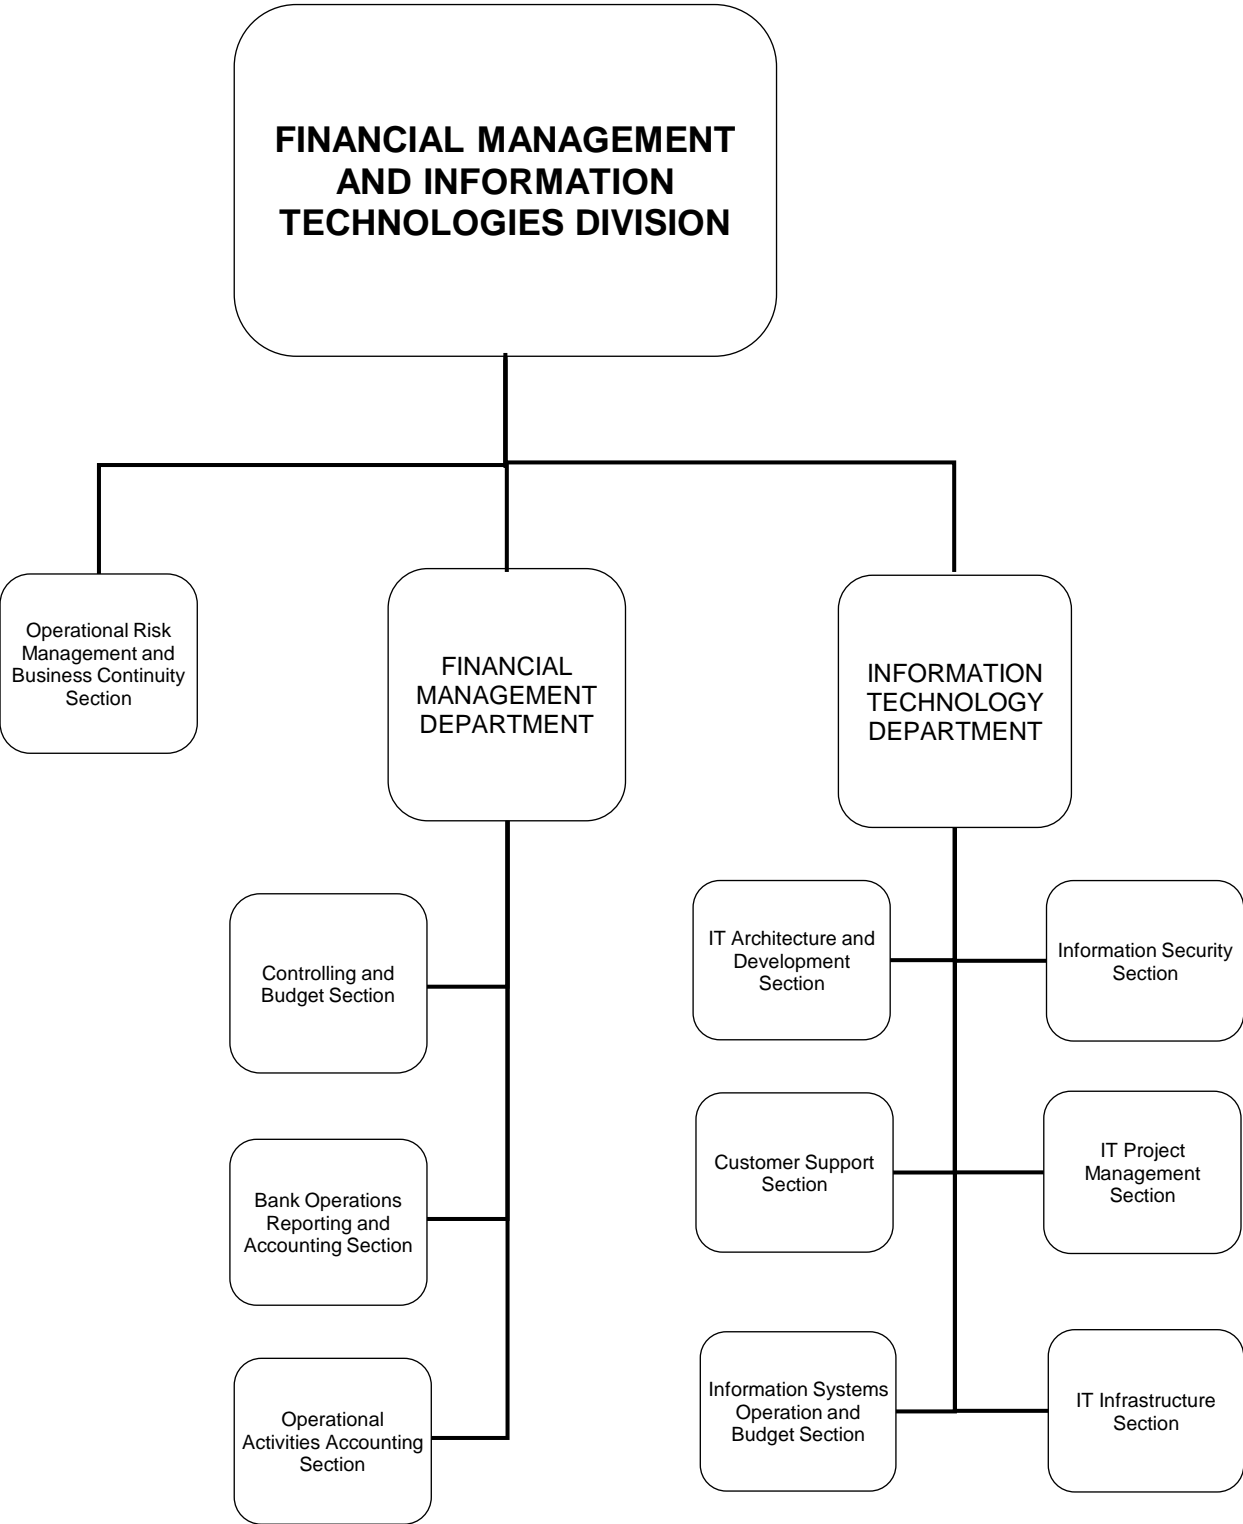 FINANCIAL MANAGEMENT
AND INFORMATION
TECHNOLOGIES DIVISION
Operational Risk
Management and
Business Continuity
Section
FINANCIAL
MANAGEMENT
DEPARTMENT
INFORMATION
TECHNOLOGY
DEPARTMENT
Controlling and
Budget Section
Bank Operations
Reporting and
Accounting Section
Operational
Activities Accounting
Section
IT Architecture and
Development
Section
Information Security
Section
Customer Support
Section
IT Project
Management
Section
Information Systems
Operation and
Budget Section
IT Infrastructure
Section